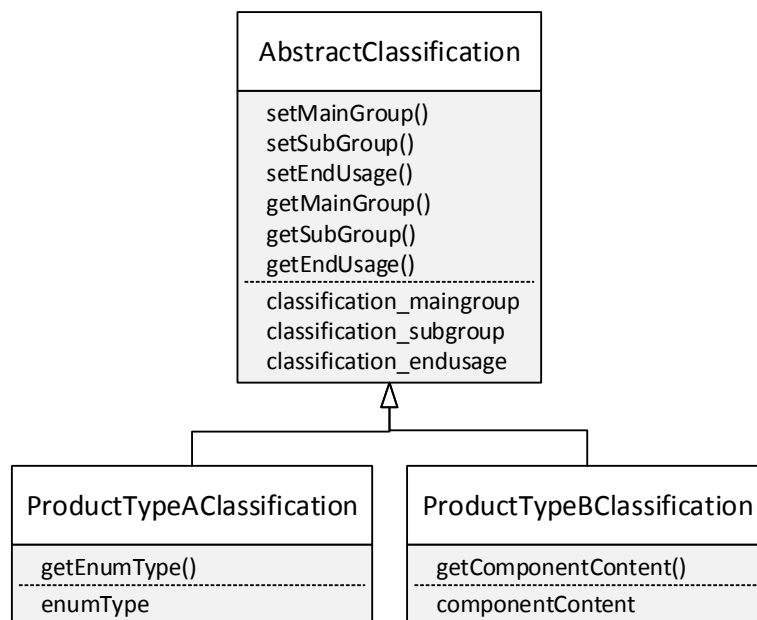 AbstractClassification
setMainGroup()
setSubGroup()
setEndUsage()
getMainGroup()
getSubGroup()
getEndUsage()
classification_maingroup
classification_subgroup
classification_endusage
ProductTypeAClassification
getEnumType()
enumType
ProductTypeBClassification
getComponentContent()
componentContent